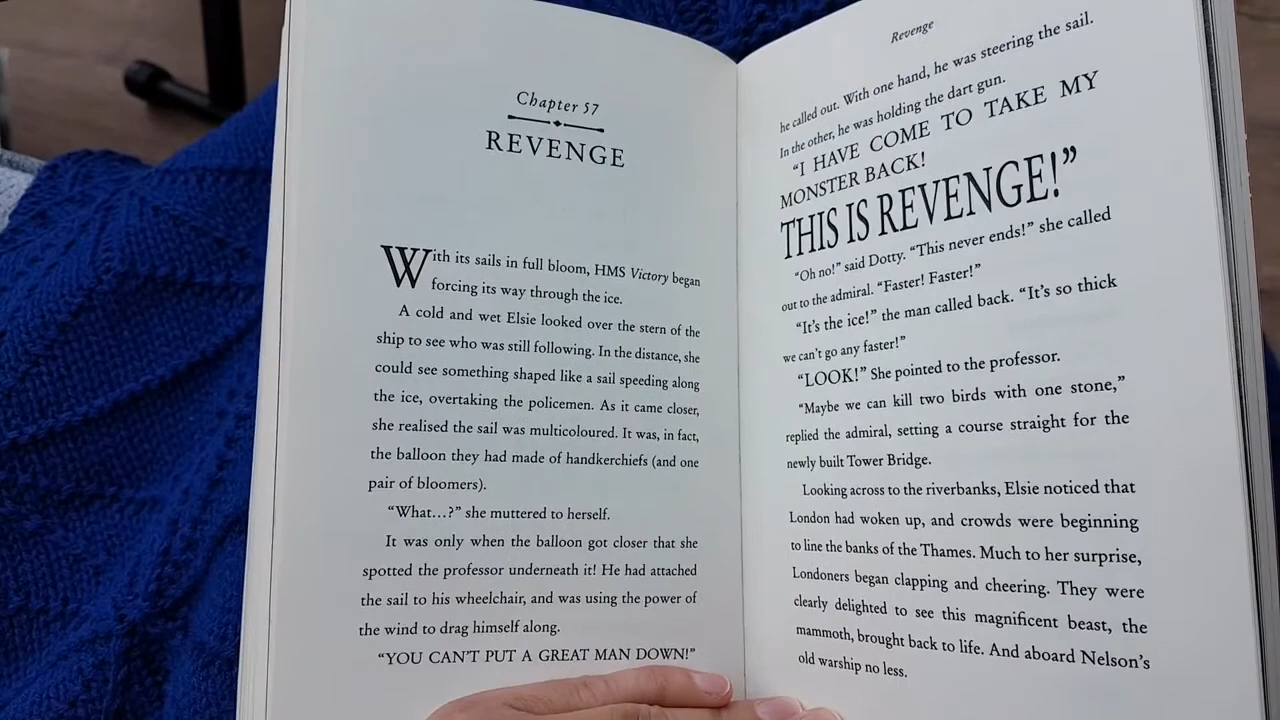 Chapter 57
REVENGE
With its sails in full bloom, HMS Victory began
forcing its way through the ice.
A cold and wet Elsie looked over the stern of the
ship to see who was still following. In the distance, she
could see something shaped like a sail speeding along
the ice, overtaking the policemen. As it came closer,
she realised the sail was multicoloured. It was, in fact,
the balloon they had made of handkerchiefs (and one
pair of bloomers).
“What…?” she muttered to herself.
It was only when the balloon got closer that she
spotted the professor underneath it! He had attached
the sail to his wheelchair, and was using the power of
the wind to drag himself along.
“YOU CAN’T PUT A GREAT MAN DOWN!”
Revenge
he called out. With one hand, he was steering the sail.
In the other, he was holding the dart gun.
“I HAVE COME TO TAKE MY
MONSTER BACK!
THIS IS REVENGE!”
“Oh no!” said Dotty. “This never ends!” she called
out to the admiral. “Faster! Faster!”
“It’s the ice!” the man called back. “It’s so thick
we can’t go any faster!”
“LOOK!” She pointed to the professor.
“Maybe we can kill two birds with one stone,”
replied the admiral, setting a course straight for the
newly built Tower Bridge.
Looking across to the riverbanks, Elsie noticed that
London had woken up, and crowds were beginning
to line the banks of the Thames. Much to her surprise,
Londoners began clapping and cheering. They were
clearly delighted to see this magnificent beast, the
mammoth, brought back to life. And aboard Nelson’s
old warship no less.